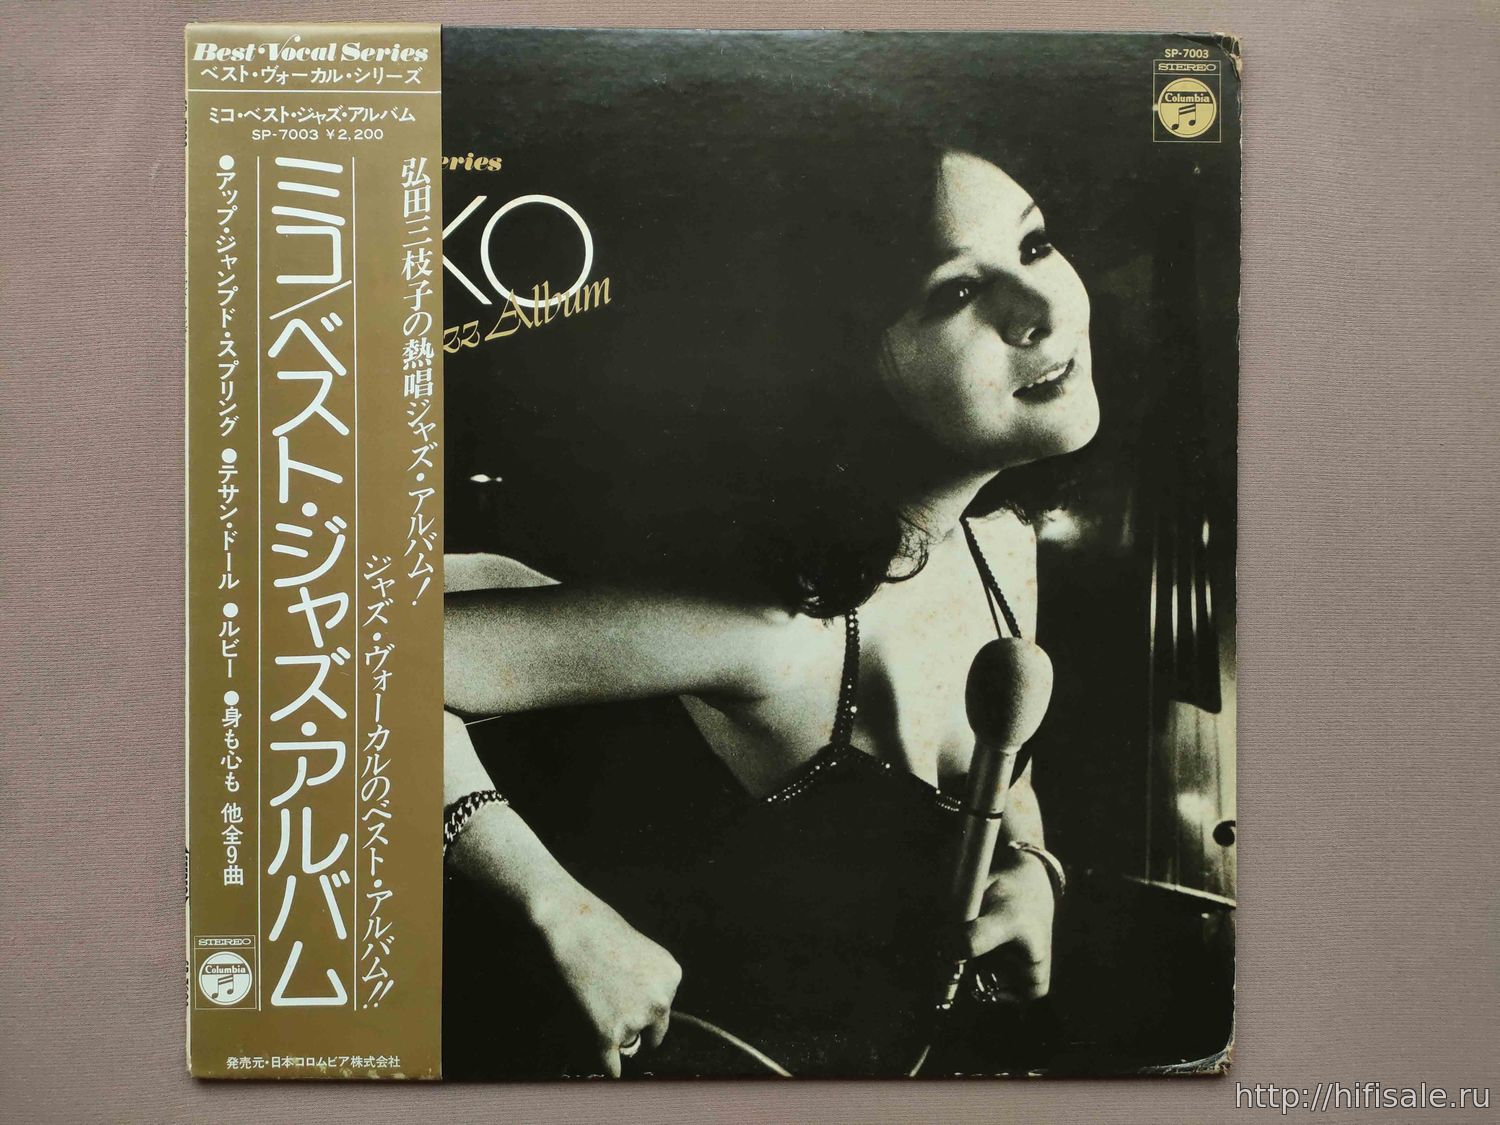 Best Vocal Series
ベスト・ヴォーカル・シリーズ
ミコ・ベスト・ジャズ・アルバム
SP-7003 ¥2,200
弘田三枝子の熱唱ジャズ・アルバム!
ジャズ・ヴォーカルのベスト・アルバム!!
ミコ/ベスト・ジャズ・アルバム
●アップ・ジャンプド・スプリング ●テサン・ドール ●ルビー ●身も心も 他全9曲
STEREO
Columbia
発売元・日本コロムビア株式会社
eries
KO
zz Album
SP-7003
STEREO
Columbia
http://hifisale.ru